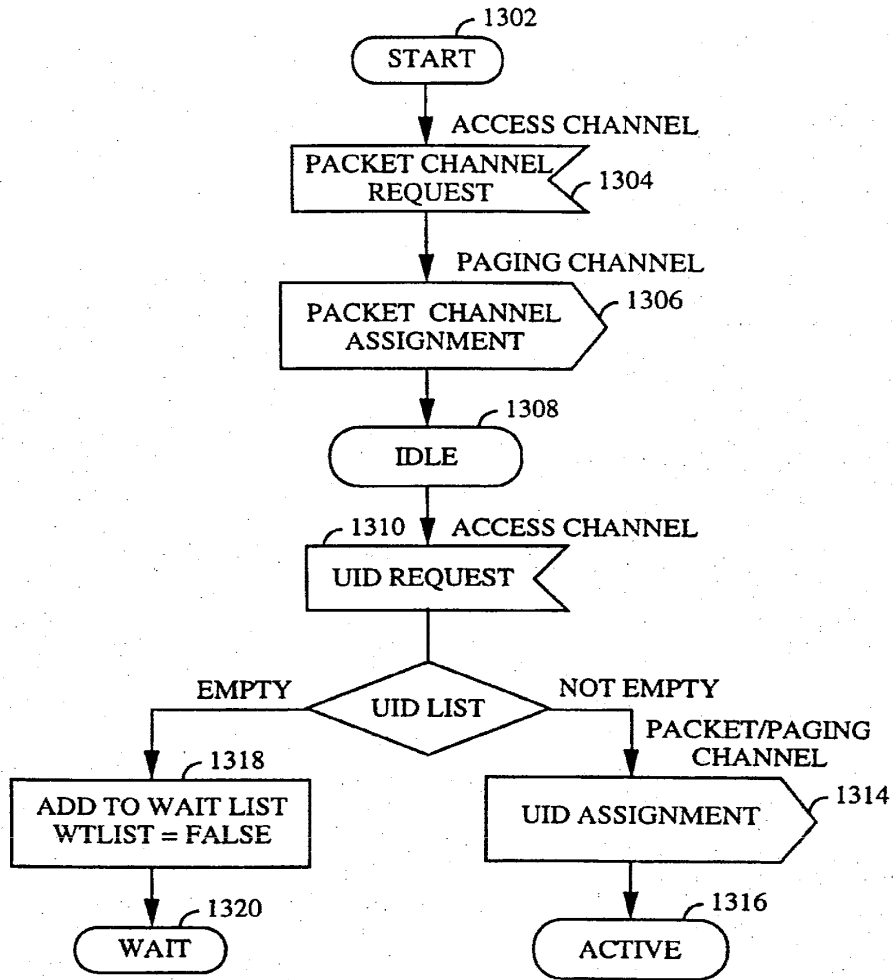 1302
START
ACCESS CHANNEL
PACKET CHANNEL
REQUEST
1304
PAGING CHANNEL
1306
PACKET CHANNEL
ASSIGNMENT
1308
IDLE
1310
ACCESS CHANNEL
UID REQUEST
EMPTY
UID LIST
NOT EMPTY
PACKET/PAGING
CHANNEL
1318
ADD TO WAIT LIST
WTLIST = FALSE
1314
UID ASSIGNMENT
1320
WAIT
1316
ACTIVE